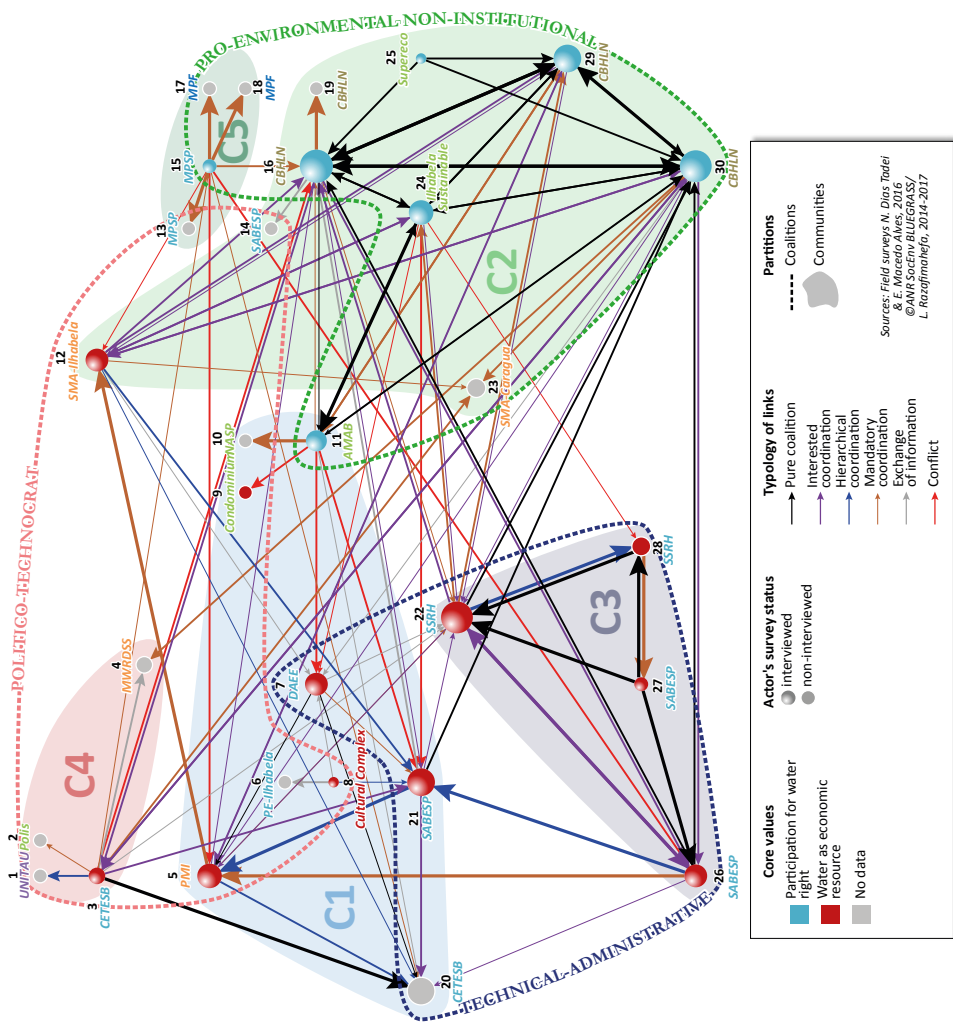 POLITICO-TECHNOCRAT
PRO-ENVIRONMENTAL NON-INSTITUTIONAL
TECHNICAL-ADMINISTRATIVE
C1
C2
C3
C4
C5
1
UNITAU
2
Pólis
3
CETESB
4
MWRDSS
5
PMI
6
P.E-Ilhabela
7
DAEE
8
Cultural Complex
9
Condominium
10
NASP
11
AMAB
12
SMA-Ilhabela
13
MPSP
14
SABESP
15
MPSP
16
CBHLN
17
MPF
18
MPF
19
CBHLN
20
CETESB
21
SABESP
22
SSRH
23
SMA-Caragua
24
Ilhabela
Sustainable
25
Supereco
26
SABESP
27
SABESP
28
SSRH
29
CBHLN
30
CBHLN
Core values
Participation for water
right
Water as economic
resource
No data
Actor's survey status
interviewed
non-interviewed
Typology of links
Pure coalition
Interested
coordination
Hierarchical
coordination
Mandatory
coordination
Exchange
of information
Conflict
Partitions
Coalitions
Communities
Sources: Field surveys N. Dias Tadei
& E. Macedo Alves, 2016
©ANR SocEnv BLUEGRASS/
L. Razafimahefa, 2014-2017